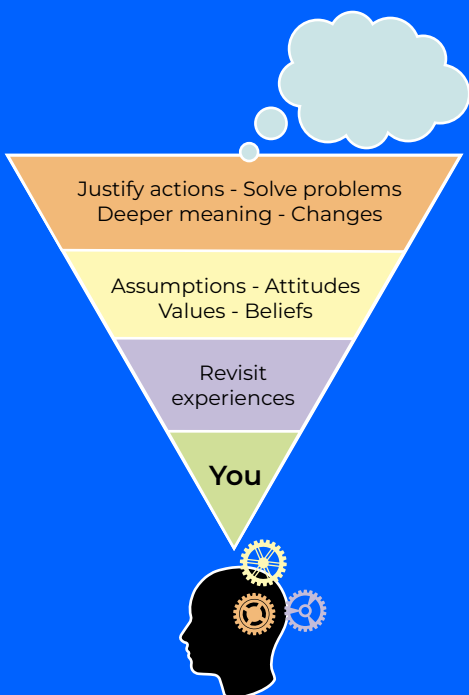 Justify actions - Solve problems
Deeper meaning - Changes
Assumptions - Attitudes
Values - Beliefs
Revisit
experiences
You